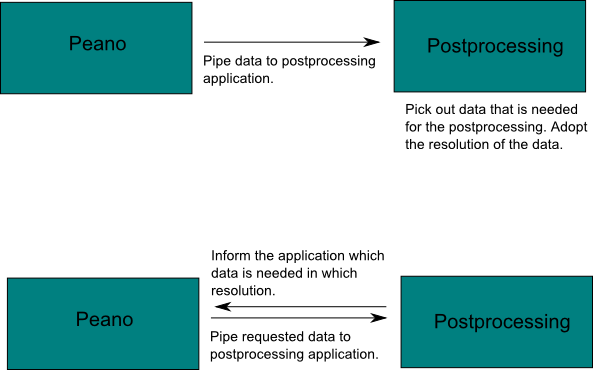 Peano
Pipe data to postprocessing
application.
Postprocessing
Pick out data that is needed
for the postprocessing. Adopt
the resolution of the data.
Inform the application which
data is needed in which
resolution.
Peano
Pipe requested data to
postprocessing application.
Postprocessing